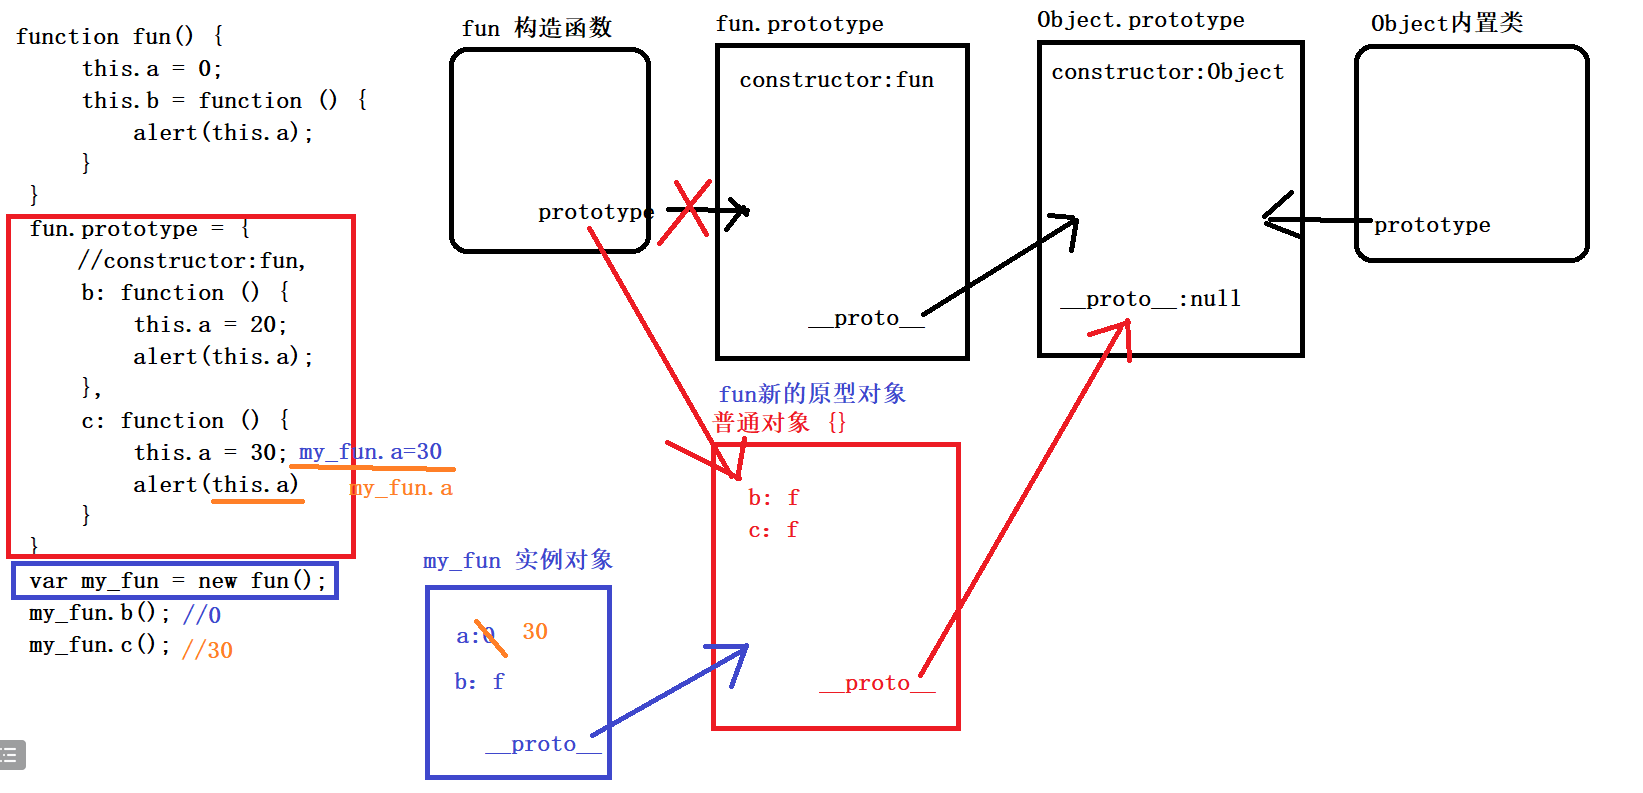 function fun() {
this.a = 0;
this.b = function () {
alert(this.a);
}
}
fun.prototype = {
//constructor:fun,
b: function () {
this.a = 20;
alert(this.a);
},
c: function () {
this.a = 30; my_fun.a=30
alert(this.a) my_fun.a
}
}
var my_fun = new fun();
my_fun.b(); //0
my_fun.c(); //30
fun 构造函数
prototype
fun.prototype
constructor:fun
__proto__
Object.prototype
constructor:Object
__proto__:null
Object内置类
prototype
fun新的原型对象
普通对象 {}
b: f
c: f
__proto__
my_fun 实例对象
a:0 30
b: f
__proto__